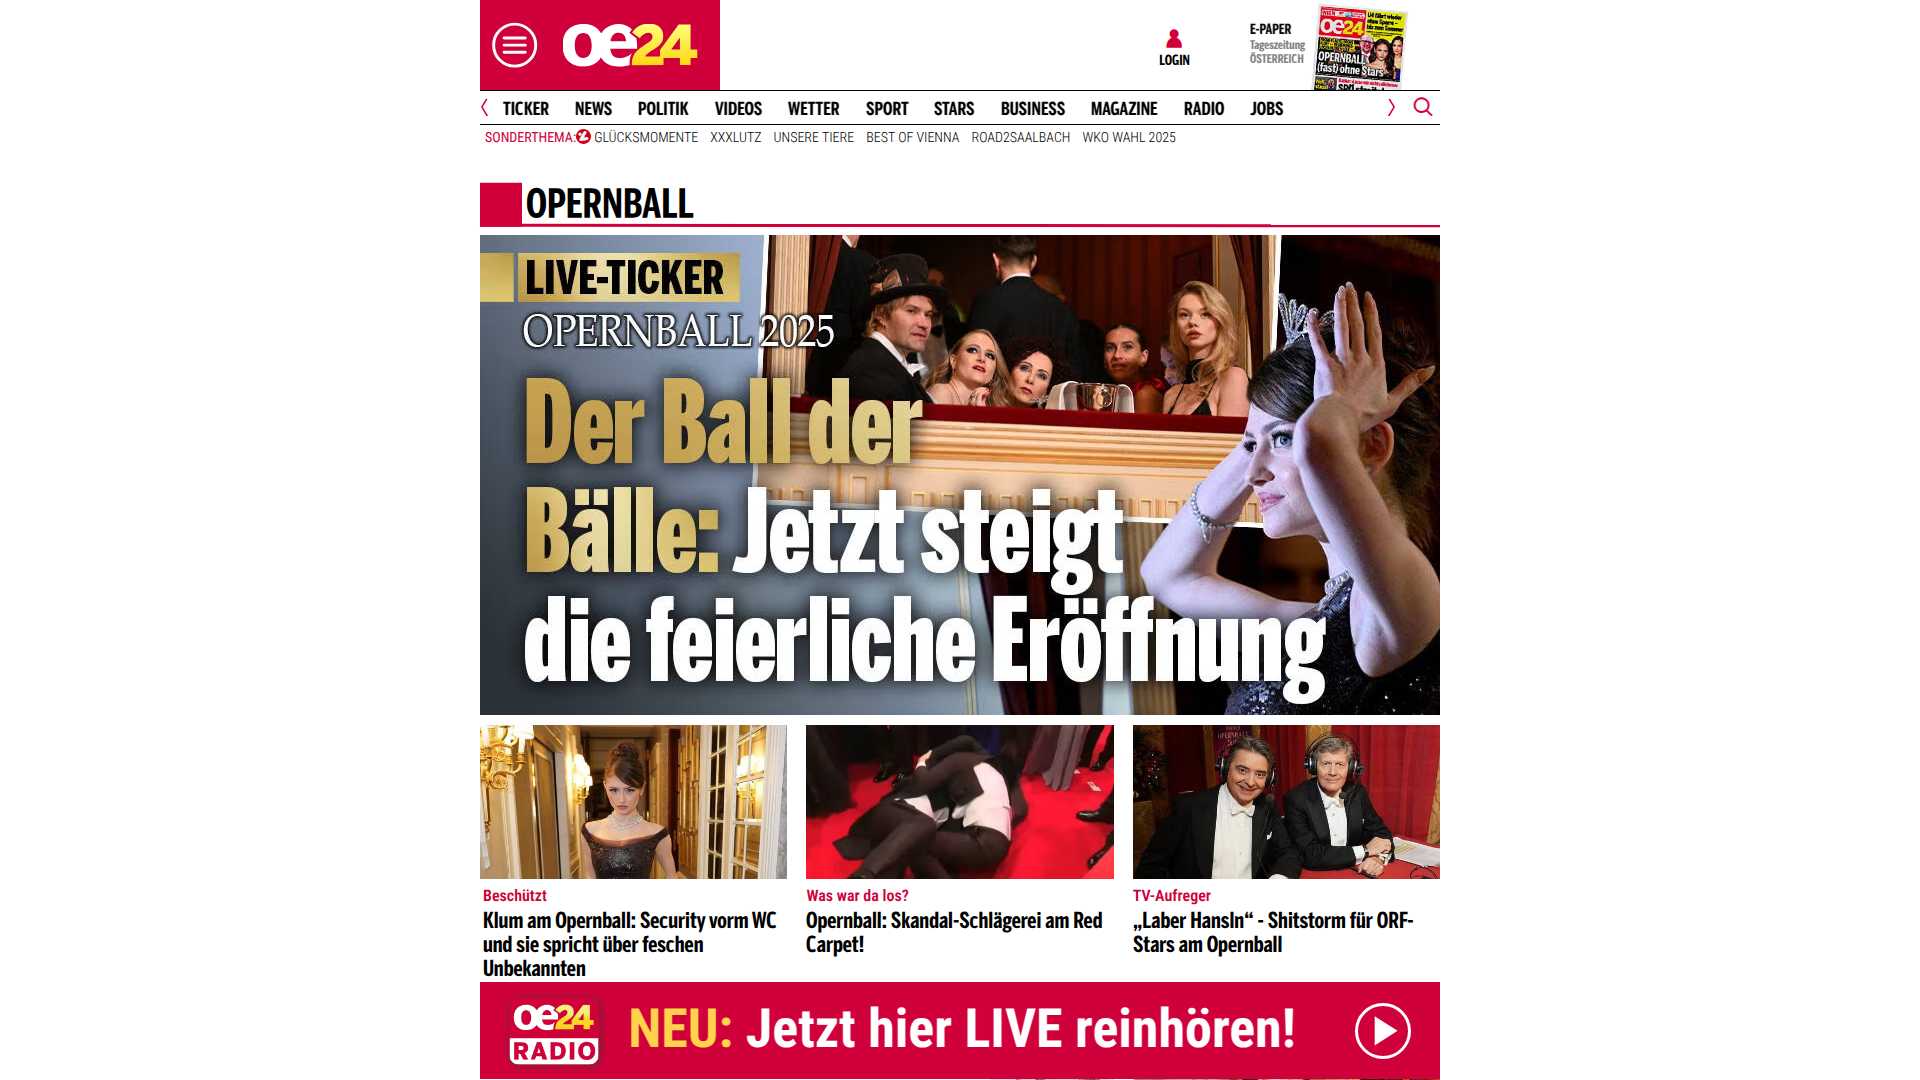 oe24
LOGIN
E-PAPER
Tageszeitung
ÖSTERREICH
oe24
OPERNBALL
(fast) ohne Stars
TICKER NEWS POLITIK VIDEOS WETTER SPORT STARS BUSINESS MAGAZINE RADIO JOBS
SONDERTHEMA: GLÜCKSMOMENTE XXXLUTZ UNSERE TIERE BEST OF VIENNA ROAD2SAALBACH WKO WAHL 2025
OPERNBALL
LIVE-TICKER
OPERNBALL 2025
Der Ball der
Bälle: Jetzt steigt
die feierliche Eröffnung
Beschützt
Klum am Opernball: Security vorm WC
und sie spricht über feschen
Unbekannten
Was war da los?
Opernball: Skandal-Schlägerei am Red
Carpet!
TV-Aufreger
„Laber Hansln“ - Shitstorm für ORF-
Stars am Opernball
oe24
RADIO
NEU: Jetzt hier LIVE reinhören!